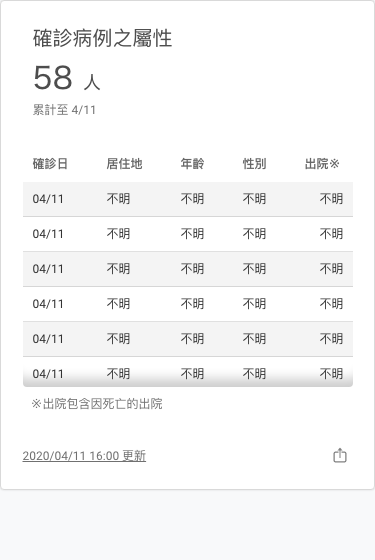 確診病例之屬性
58 人
累計至 4/11
確診日 居住地 年齡 性別 出院※
04/11 不明 不明 不明 不明
04/11 不明 不明 不明 不明
04/11 不明 不明 不明 不明
04/11 不明 不明 不明 不明
04/11 不明 不明 不明 不明
04/11 不明 不明 不明 不明
※出院包含因死亡的出院
2020/04/11 16:00 更新